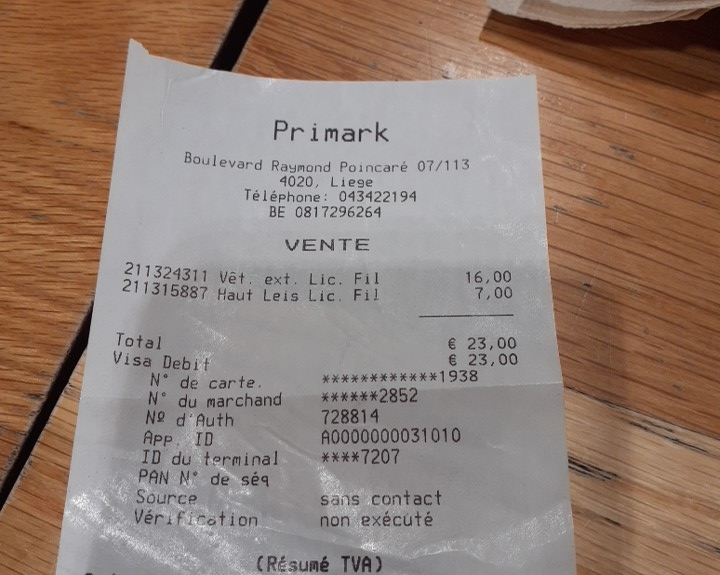 Primark
Boulevard Raymond Poincaré 07/113
4020, Liege
Téléphone: 043422194
BE 0817296264
VENTE
211324311 Vêt. ext. Lic. Fil 16,00
211315887 Haut Leis Lic. Fil 7,00
Total € 23,00
Visa Debit € 23,00
N° de carte. ************1938
N° du marchand ******2852
Nº d'Auth 728814
App. ID A0000000031010
ID du terminal ****7207
PAN N° de séq
Source sans contact
Vérification non exécuté
(Résumé TVA)